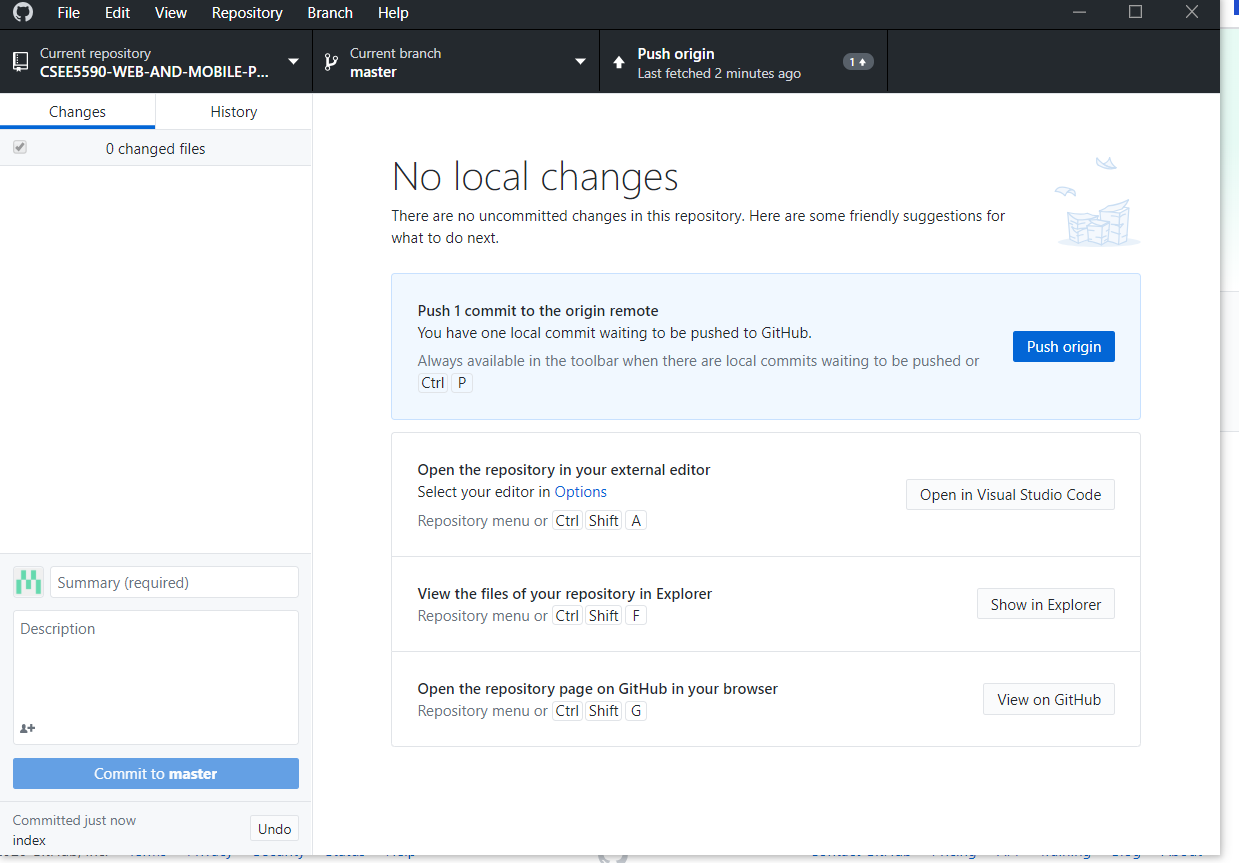 File Edit View Repository Branch Help
Current repository
CSEE5590-WEB-AND-MOBILE-P...
Current branch
master
Push origin
Last fetched 2 minutes ago
1
Changes History
0 changed files
No local changes
There are no uncommitted changes in this repository. Here are some friendly suggestions for
what to do next.
Push 1 commit to the origin remote
You have one local commit waiting to be pushed to GitHub.
Always available in the toolbar when there are local commits waiting to be pushed or
Ctrl P
Push origin
Open the repository in your external editor
Select your editor in Options
Repository menu or Ctrl Shift A
Open in Visual Studio Code
View the files of your repository in Explorer
Repository menu or Ctrl Shift F
Show in Explorer
Open the repository page on GitHub in your browser
Repository menu or Ctrl Shift G
View on GitHub
Summary (required)
Description
Commit to master
Committed just now
index
Undo